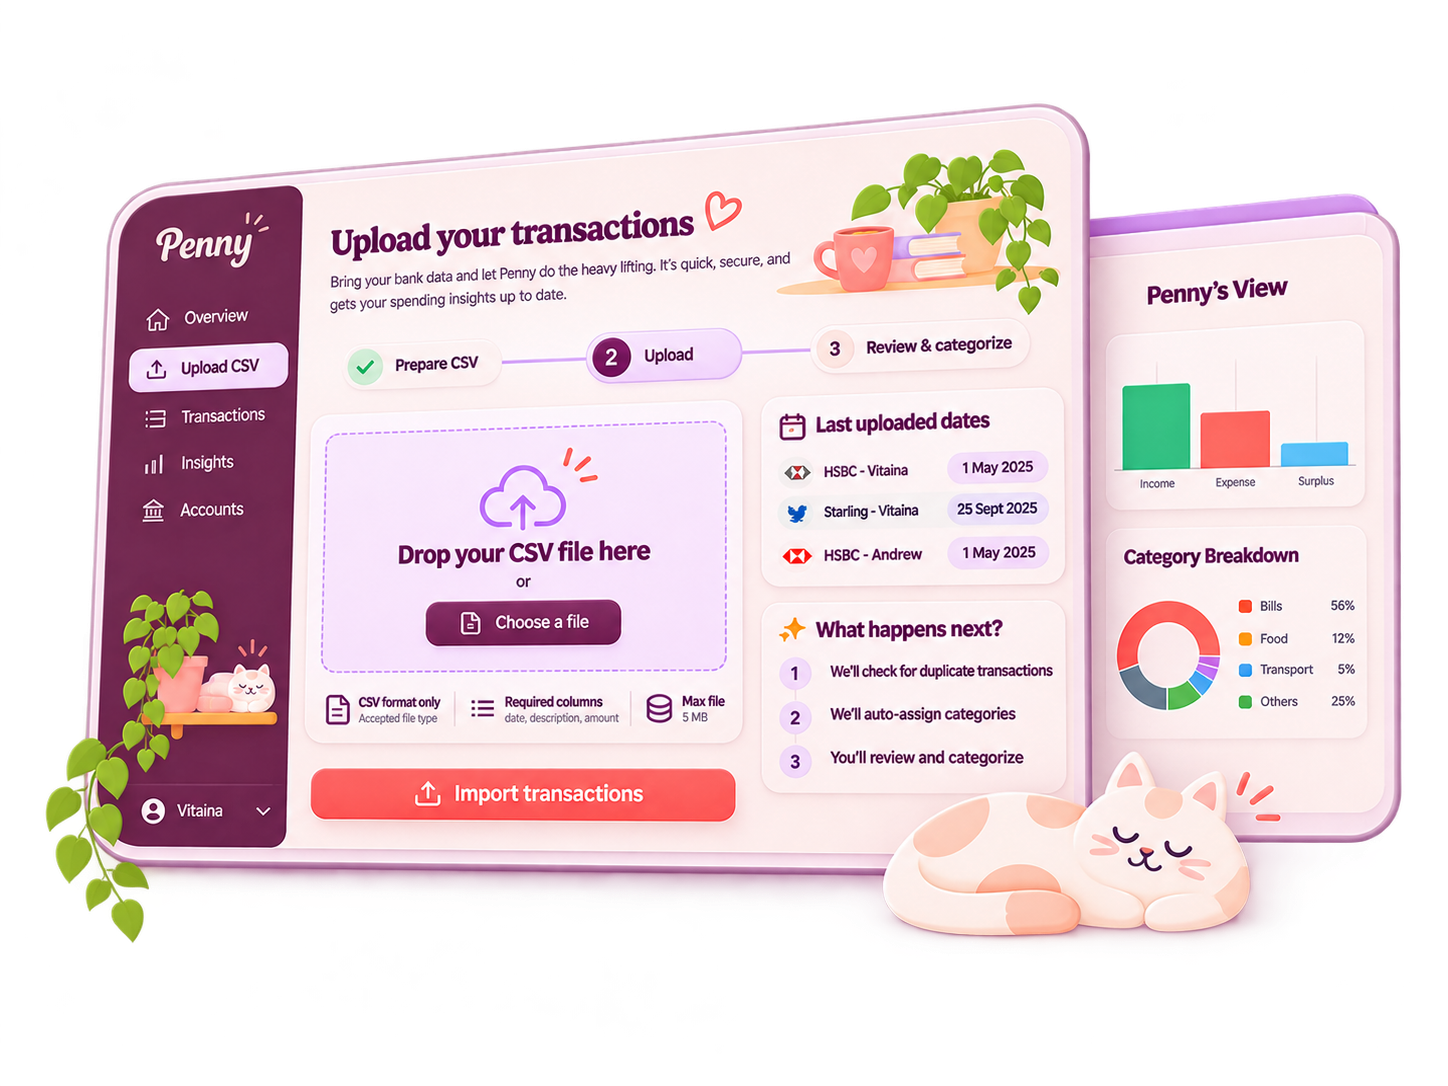 Penny
Overview
Upload CSV
Transactions
Insights
Accounts
Vitaina
Upload your transactions
Bring your bank data and let Penny do the heavy lifting. It's quick, secure, and
gets your spending insights up to date.
Prepare CSV
2 Upload
3 Review & categorize
Drop your CSV file here
or
Choose a file
CSV format only
Accepted file type
Required columns
date, description, amount
Max file
5 MB
Import transactions
Last uploaded dates
HSBC - Vitaina 1 May 2025
Starling - Vitaina 25 Sept 2025
HSBC - Andrew 1 May 2025
What happens next?
1 We'll check for duplicate transactions
2 We'll auto-assign categories
3 You'll review and categorize
Penny's View
Income Expense Surplus
Category Breakdown
Bills 56%
Food 12%
Transport 5%
Others 25%